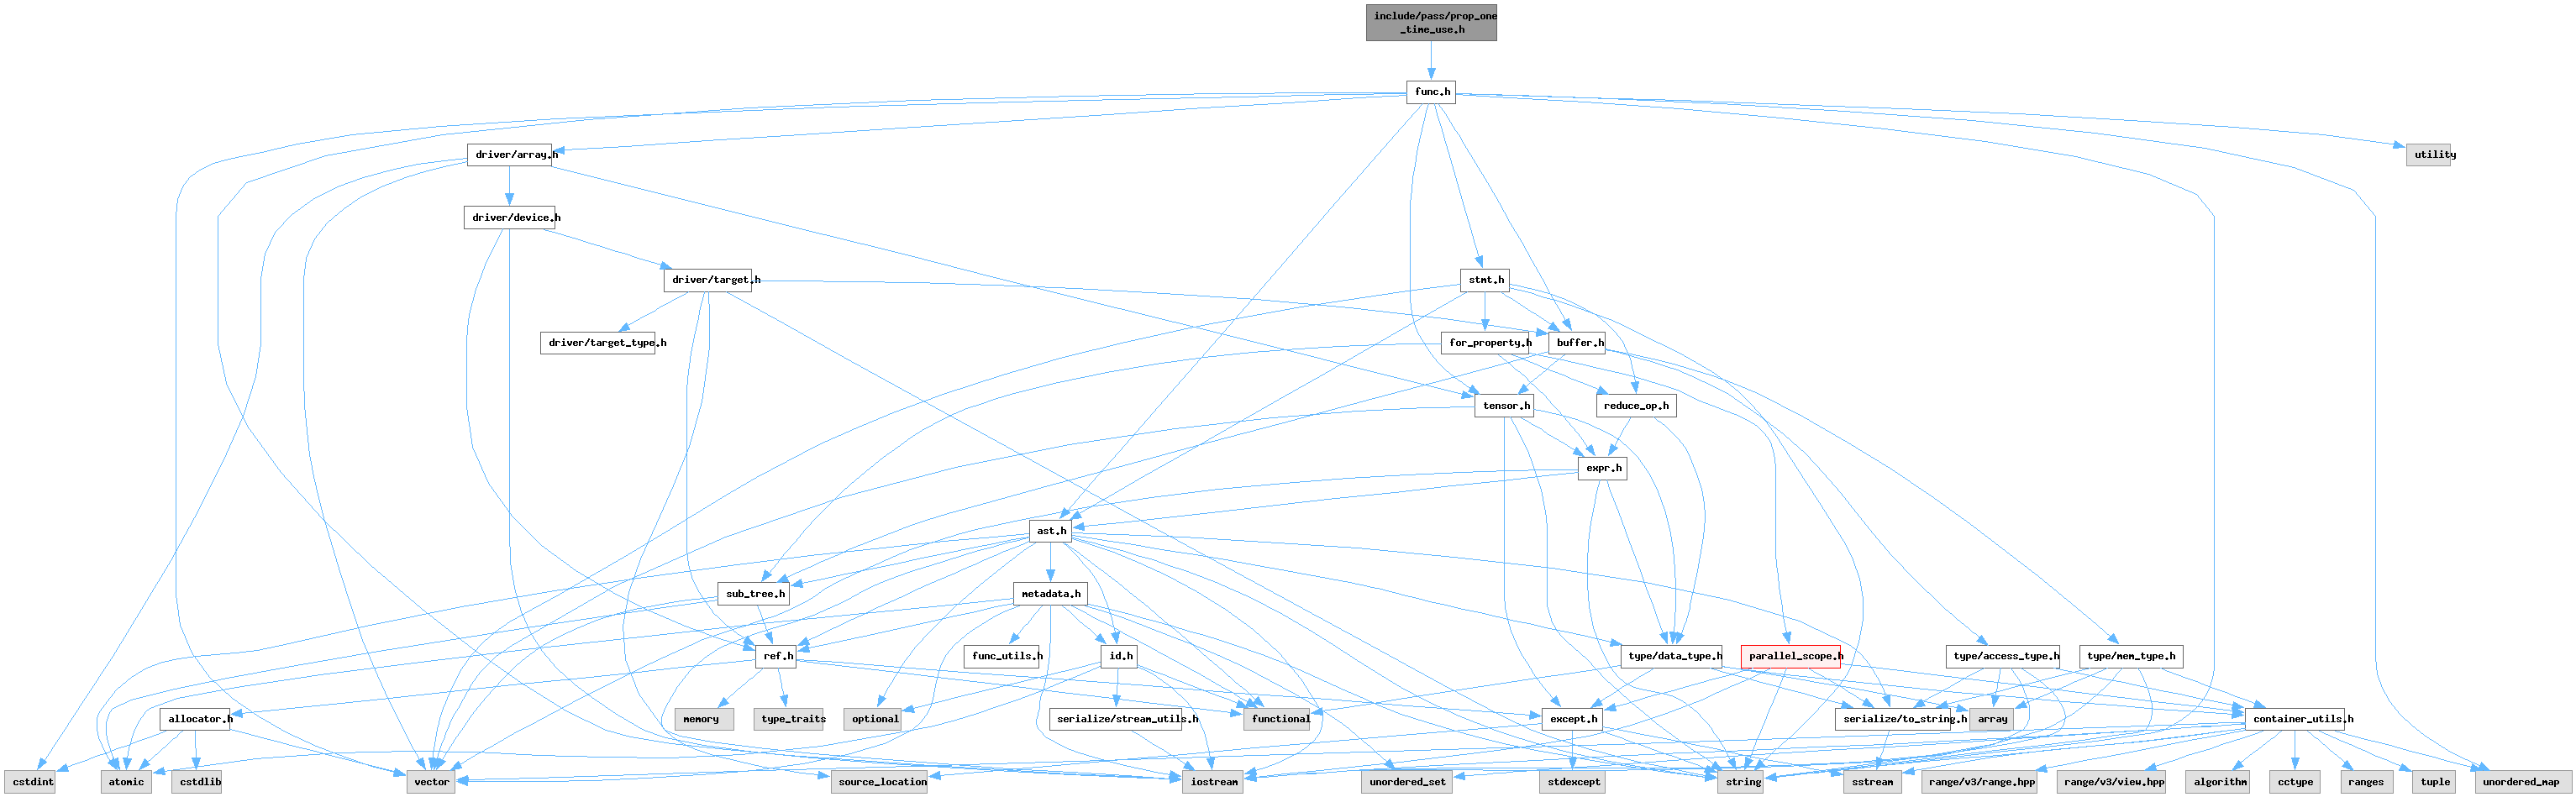 include/pass/prop_one
_time_use.h
func.h
driver/array.h
utility
driver/device.h
driver/target.h
stmt.h
driver/target_type.h
for_property.h
buffer.h
tensor.h
reduce_op.h
expr.h
ast.h
sub_tree.h
metadata.h
ref.h
func_utils.h
id.h
type/data_type.h
parallel_scope.h
type/access_type.h
type/mem_type.h
allocator.h
memory
type_traits
optional
serialize/stream_utils.h
functional
except.h
serialize/to_string.h
array
container_utils.h
cstdint
atomic
cstdlib
vector
source_location
iostream
unordered_set
stdexcept
string
sstream
range/v3/range.hpp
range/v3/view.hpp
algorithm
cctype
ranges
tuple
unordered_map